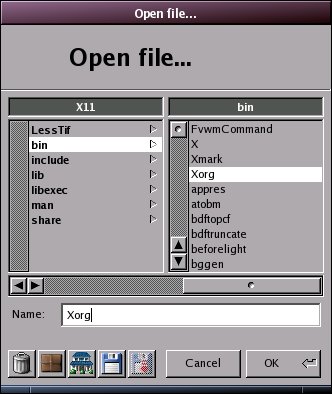 Open file...
Open file...
X11
LessTif
bin
include
lib
libexec
man
share
bin
FvwmCommand
X
Xmark
Xorg
appres
atobm
bdftopcf
bdftruncate
beforelight
bggen
Name: Xorg
Cancel OK